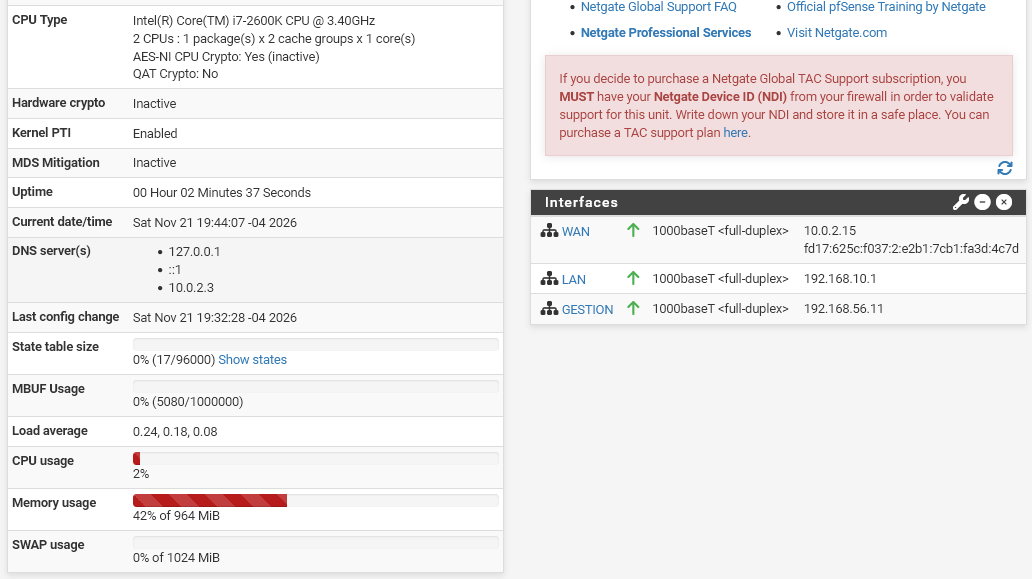 CPU Type
Intel(R) Core(TM) i7-2600K CPU @ 3.40GHz
2 CPUs : 1 package(s) x 2 cache groups x 1 core(s)
AES-NI CPU Crypto: Yes (inactive)
QAT Crypto: No
Hardware crypto
Inactive
Kernel PTI
Enabled
MDS Mitigation
Inactive
Uptime
00 Hour 02 Minutes 37 Seconds
Current date/time
Sat Nov 21 19:44:07 -04 2026
DNS server(s)
• 127.0.0.1
• ::1
• 10.0.2.3
Last config change
Sat Nov 21 19:32:28 -04 2026
State table size
0% (17/96000) Show states
MBUF Usage
0% (5080/1000000)
Load average
0.24, 0.18, 0.08
CPU usage
2%
Memory usage
42% of 964 MiB
SWAP usage
0% of 1024 MiB
• Netgate Global Support FAQ
• Official pfSense Training by Netgate
• Netgate Professional Services
• Visit Netgate.com
If you decide to purchase a Netgate Global TAC Support subscription, you
MUST have your Netgate Device ID (NDI) from your firewall in order to validate
support for this unit. Write down your NDI and store it in a safe place. You can
purchase a TAC support plan here.
Interfaces
WAN
1000baseT <full-duplex>
10.0.2.15
fd17:625c:f037:2:e2b1:7cb1:fa3d:4c7d
LAN
1000baseT <full-duplex>
192.168.10.1
GESTION
1000baseT <full-duplex>
192.168.56.11